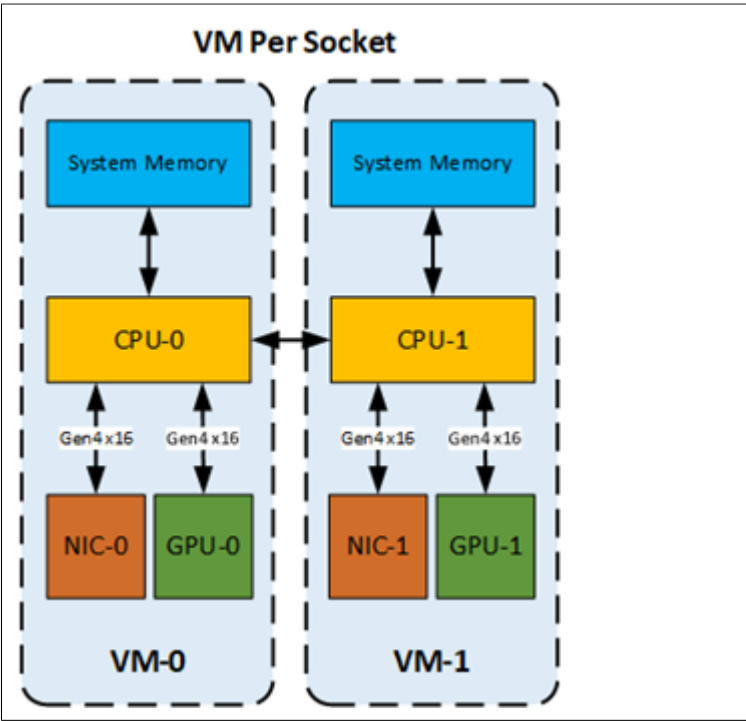 VM Per Socket
System Memory
System Memory
CPU-0
CPU-1
Gen4 x16
Gen4 x16
Gen4 x16
Gen4 x16
NIC-0
GPU-0
NIC-1
GPU-1
VM-0
VM-1